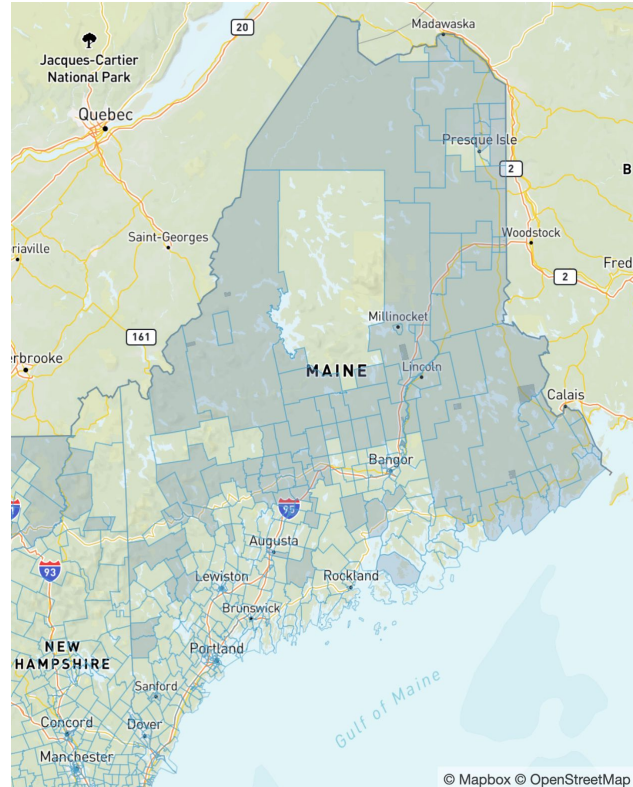 Madawaska
20
Jacques-Cartier
National Park
Quebec
Presque Isle
2
B
Saint-Georges
Woodstock
riaville
Fred
2
Millinocket
161
erbrooke
MAINE
Lincoln
Calais
Bangor
95
Augusta
93
Lewiston
Rockland
Brunswick
NEW
HAMPSHIRE
Portland
Sanford
Gulf of Maine
Concord
Dover
Manchester
© Mapbox © OpenStreetMap